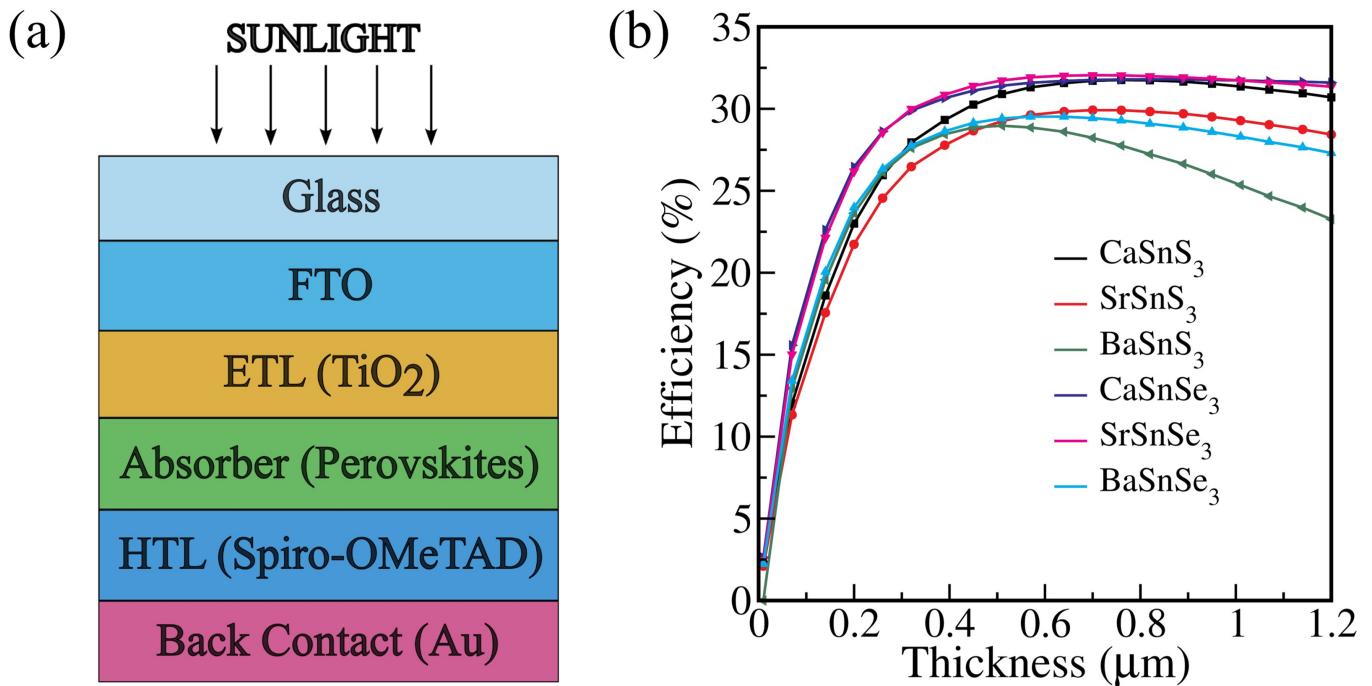 (a)
SUNLIGHT
Glass
FTO
ETL (TiO₂)
Absorber (Perovskites)
HTL (Spiro-OMeTAD)
Back Contact (Au)
(b)
Efficiency (%)
35
30
25
20
15
10
5
0
CaSnS₃
SrSnS₃
BaSnS₃
CaSnSe₃
SrSnSe₃
BaSnSe₃
0 0.2 0.4 0.6 0.8 1 1.2
Thickness (μm)